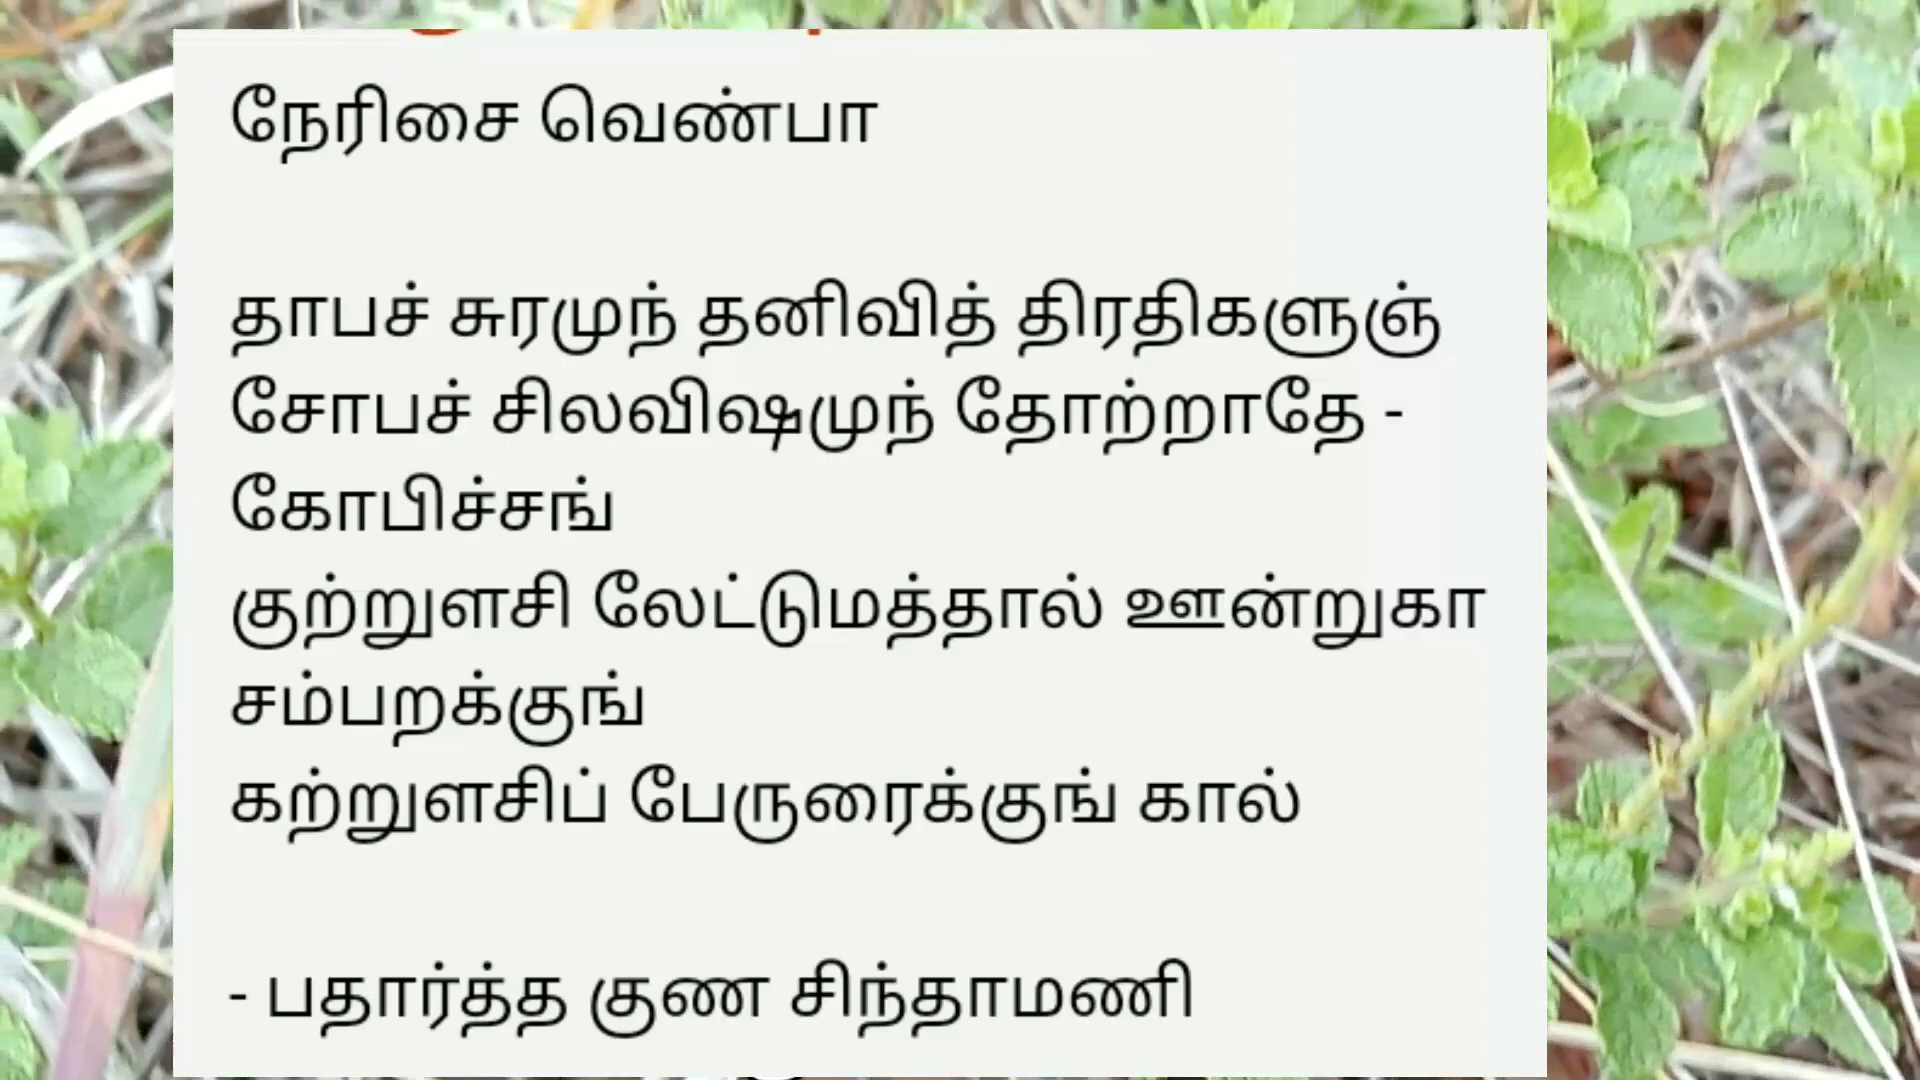 நேரிசை வெண்பா
தாபச் சுரமுந் தனிவித் திரதிகளுஞ்
சோபச் சிலவிஷமுந் தோற்றாதே -
கோபிச்சங்
குற்றுளசி லேட்டுமத்தால் ஊன்றுகா
சம்பறக்குங்
கற்றுளசிப் பேருரைக்குங் கால்
- பதார்த்த குண சிந்தாமணி